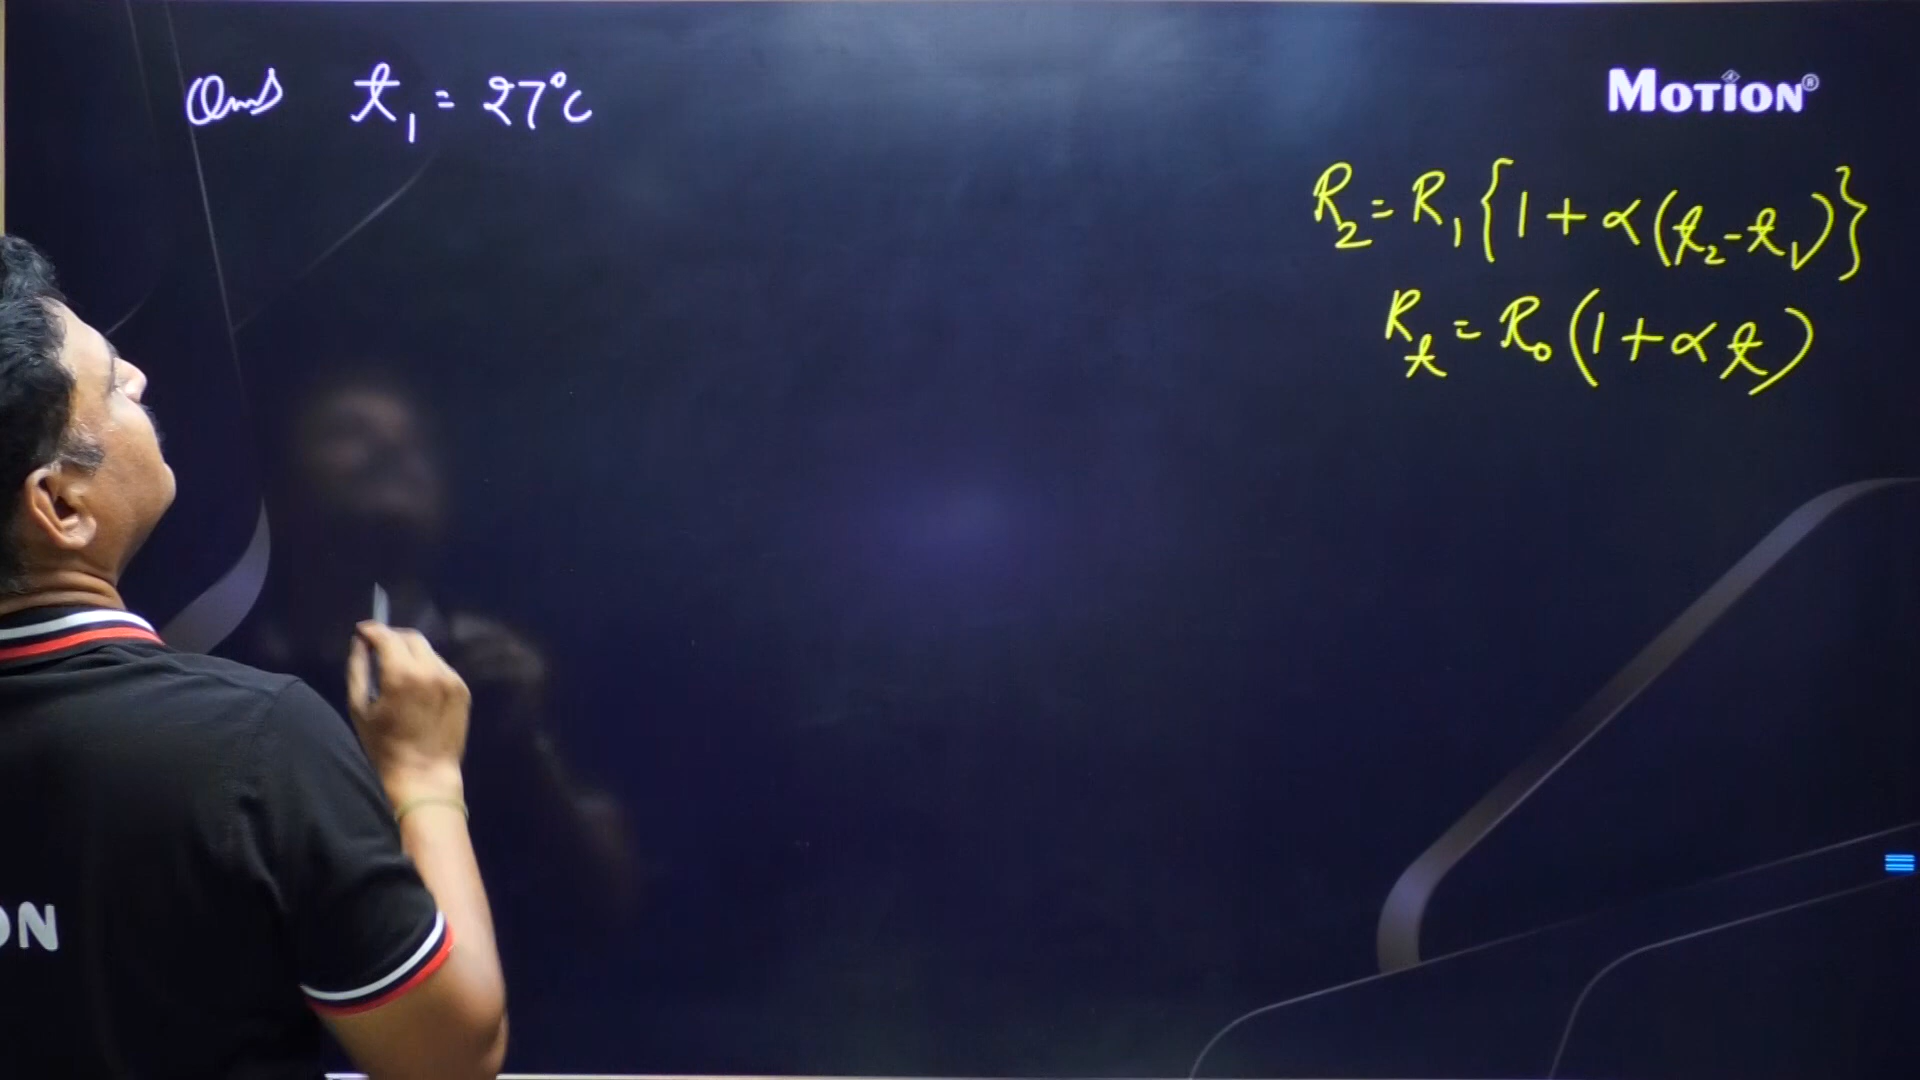 Ans t₁ = 27°C
MOTION®
R₂ = R₁{1 + α(t₂ - t₁)}
Rₜ = R₀(1 + αt)
ON